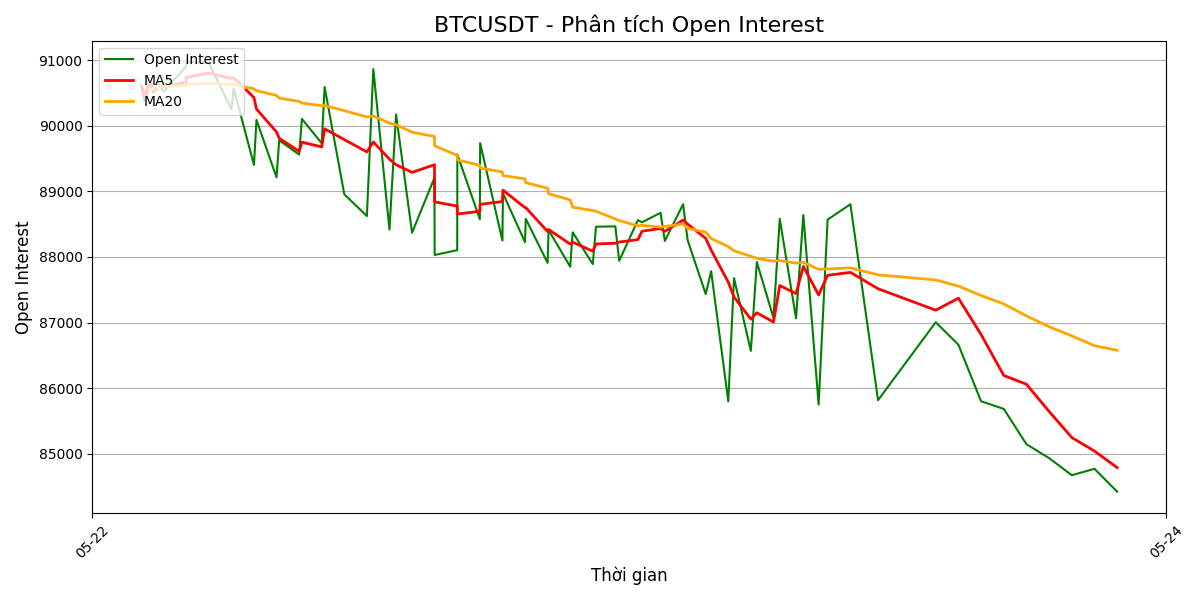 BTCUSDT - Phân tích Open Interest
Open Interest
MA5
MA20
91000
90000
89000
88000
87000
86000
85000
Open Interest
05-22
05-24
Thời gian